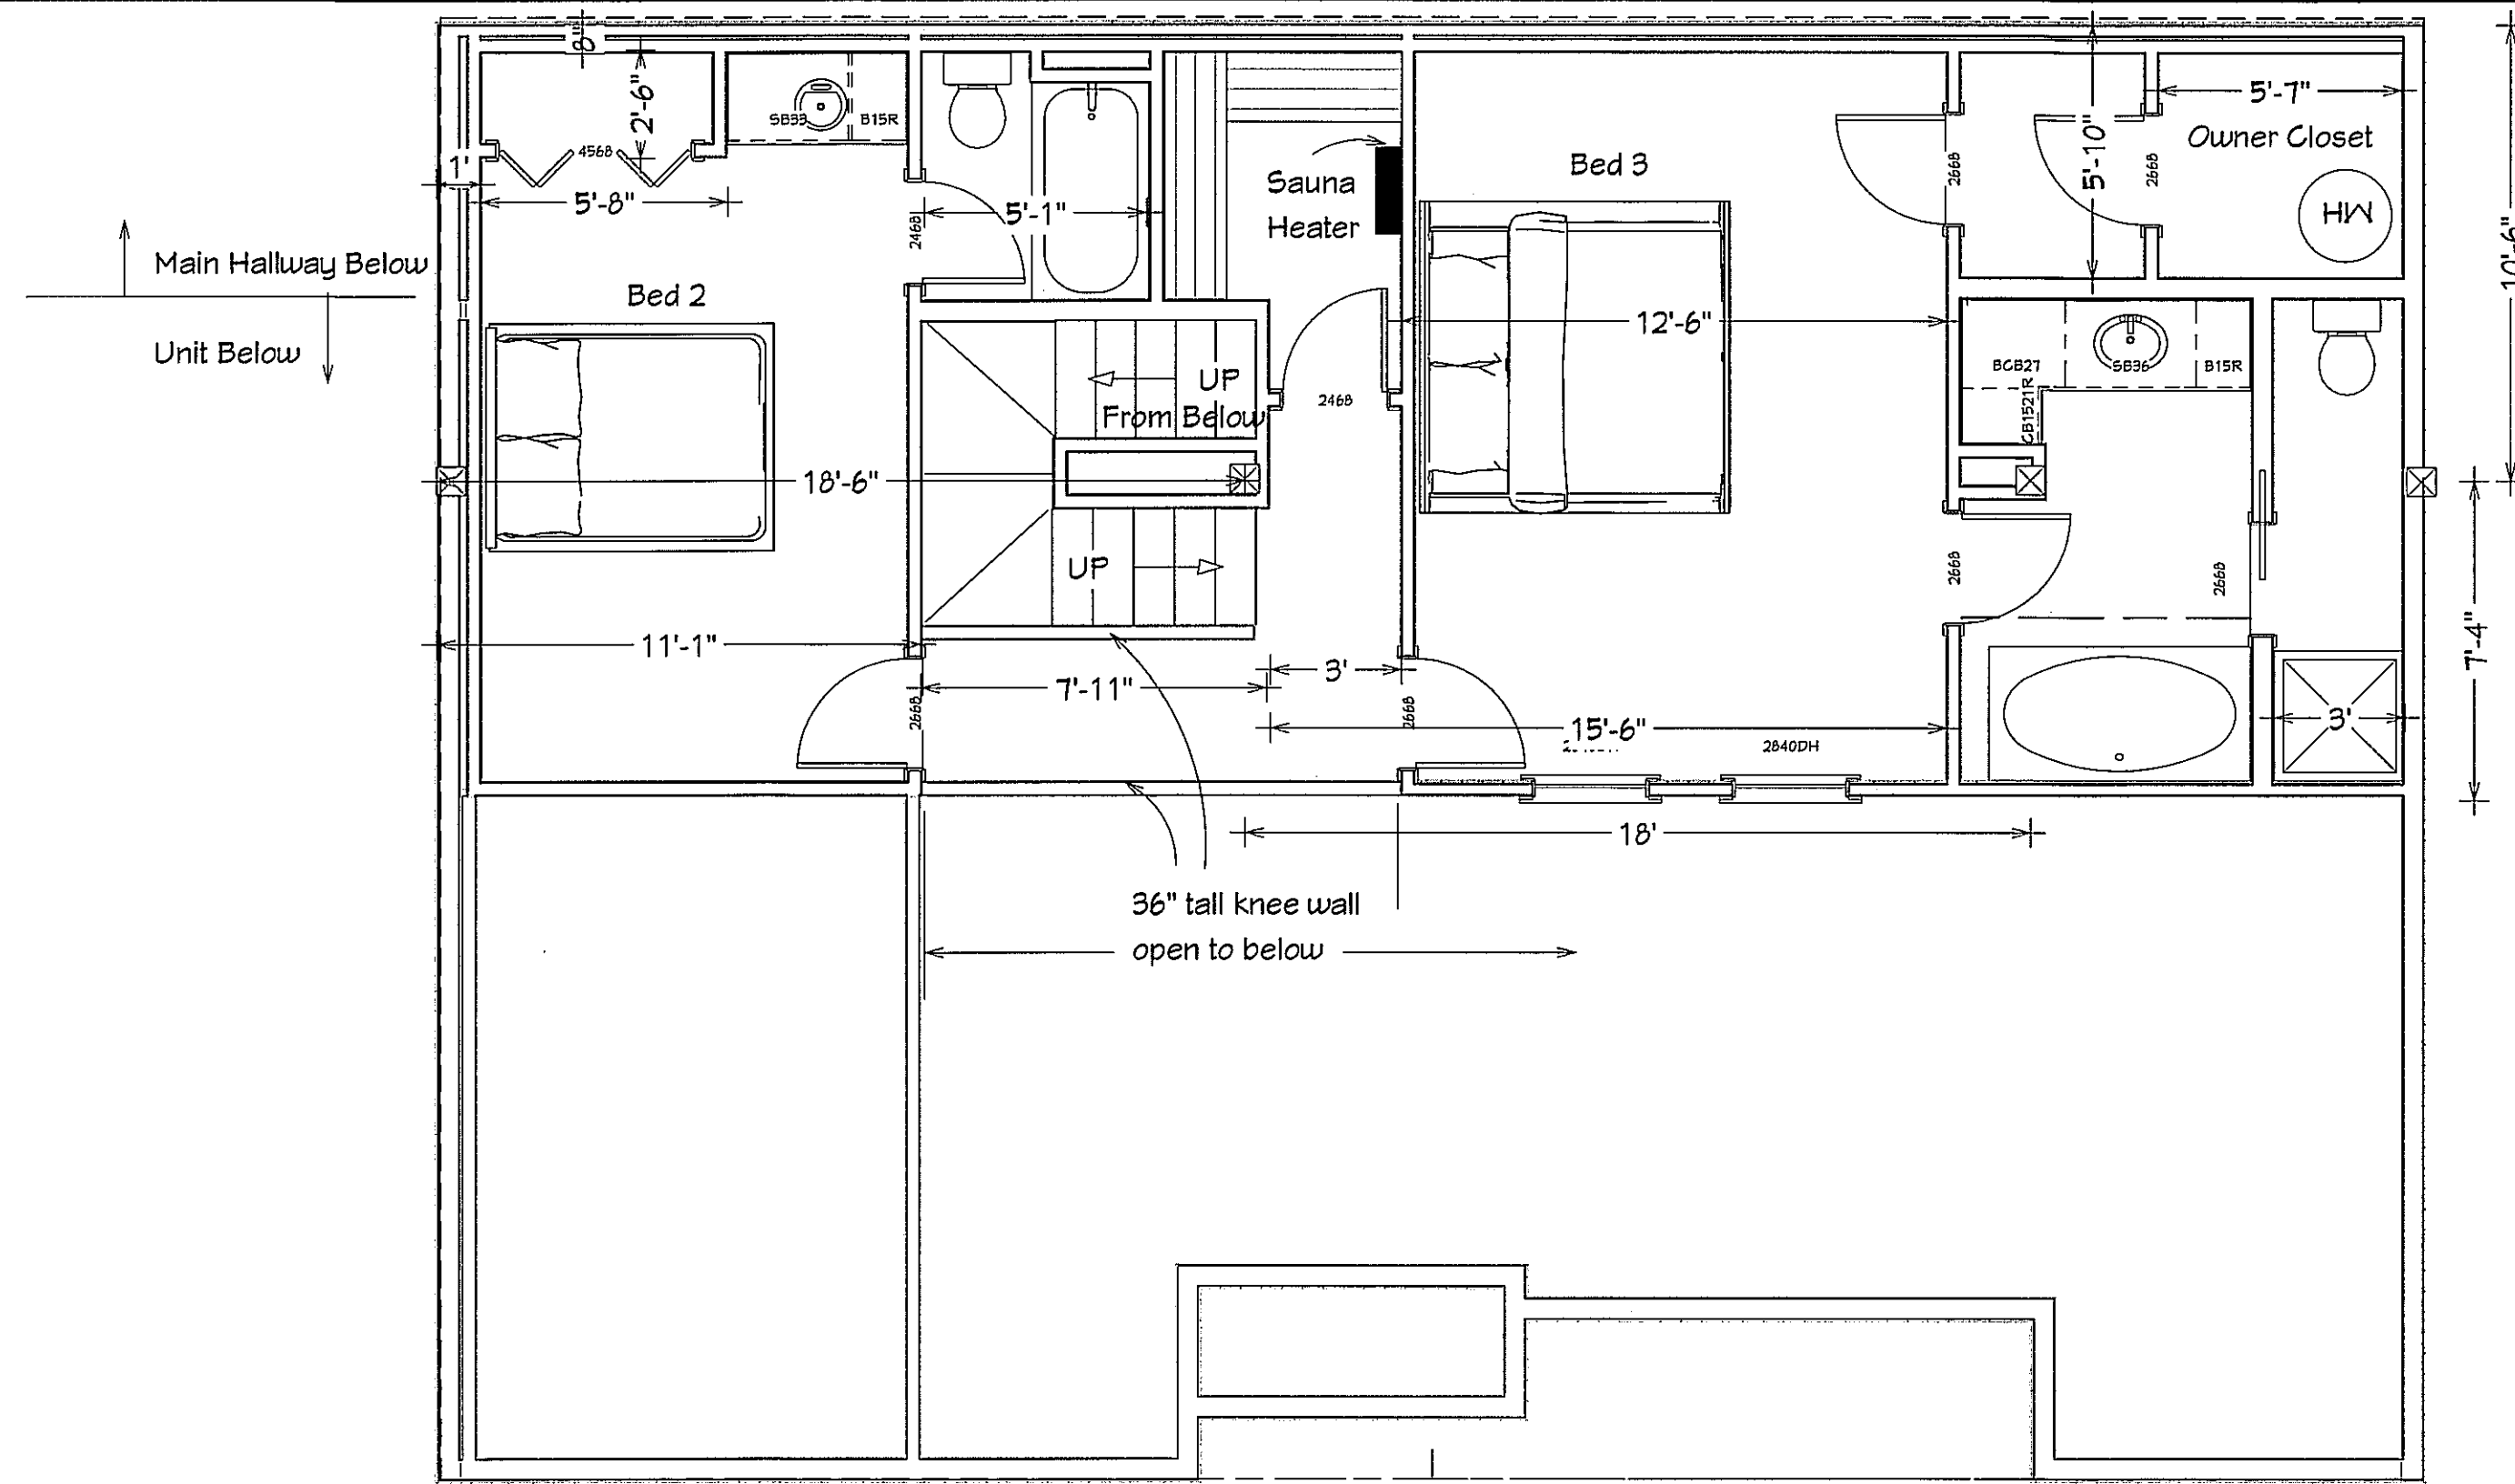 8"
2'-6"
SB33
B15R
4568
1'
5'-8"
2468
5'-1"
Sauna
Heater
Bed 3
2668
5'-10"
2668
5'-7"
Owner Closet
HW
10'-6"
Main Hallway Below
Unit Below
Bed 2
12'-6"
UP
From Below
2468
BCB27
SB36
B15R
CB1521R
18'-6"
UP
2668
2668
11'-1"
7'-11"
3'
2668
2668
15'-6"
2840DH
3'
7'-4"
18'
36" tall knee wall
open to below